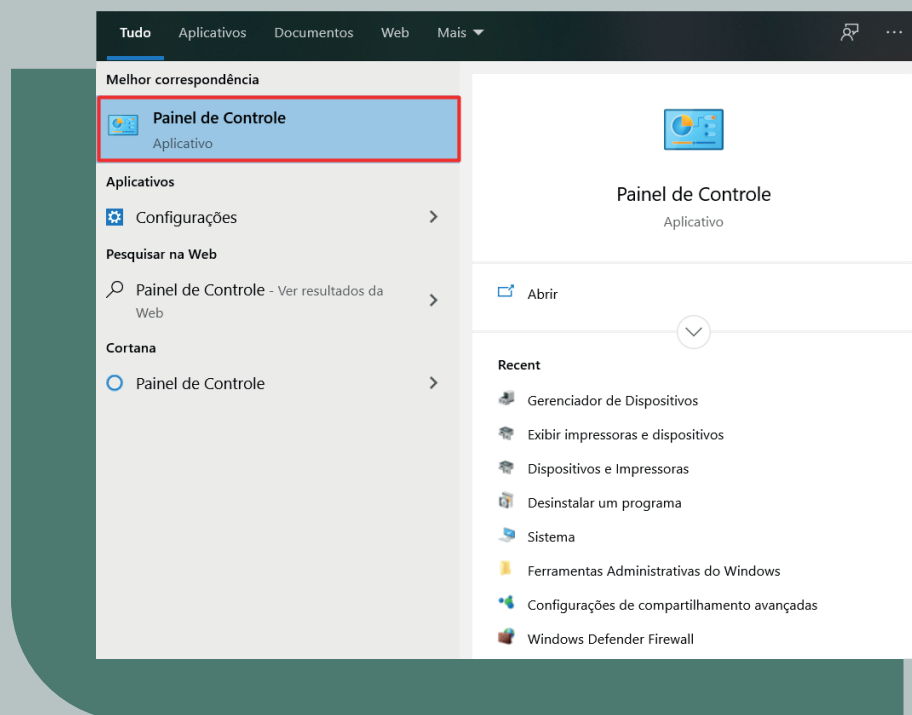 Tudo Aplicativos Documentos Web Mais
Melhor correspondência
Painel de Controle
Aplicativo
Aplicativos
Configurações
Pesquisar na Web
Painel de Controle - Ver resultados da
Web
Cortana
Painel de Controle
Painel de Controle
Aplicativo
Abrir
Recent
Gerenciador de Dispositivos
Exibir impressoras e dispositivos
Dispositivos e Impressoras
Desinstalar um programa
Sistema
Ferramentas Administrativas do Windows
Configurações de compartilhamento avançadas
Windows Defender Firewall